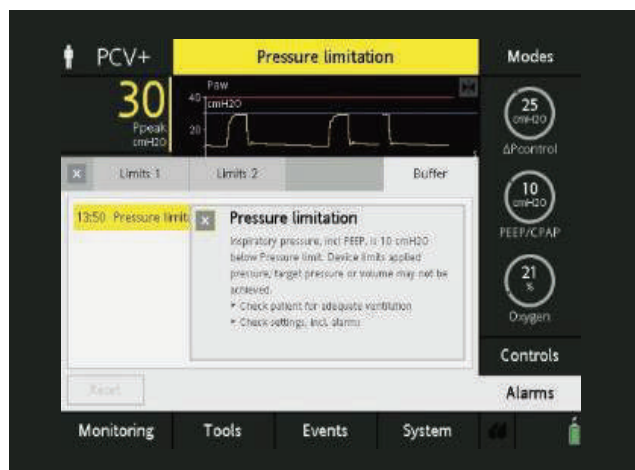 PCV+
Pressure limitation
Modes
30
Ppeak
cmH2O
Paw
cmH2O
40
20
25
cmH2O
ΔPcontrol
Limits 1
Limits 2
Buffer
10
cmH2O
PEEP/CPAP
13:50 Pressure limit
Pressure limitation
Inspiratory pressure, incl PEEP, is 10 cmH2O
below Pressure limit. Device limits applied
pressure, target pressure or volume may not be
achieved.
• Check patient for adequate ventilation
• Check settings, incl. alarms
21
%
Oxygen
Controls
Reset
Alarms
Monitoring
Tools
Events
System